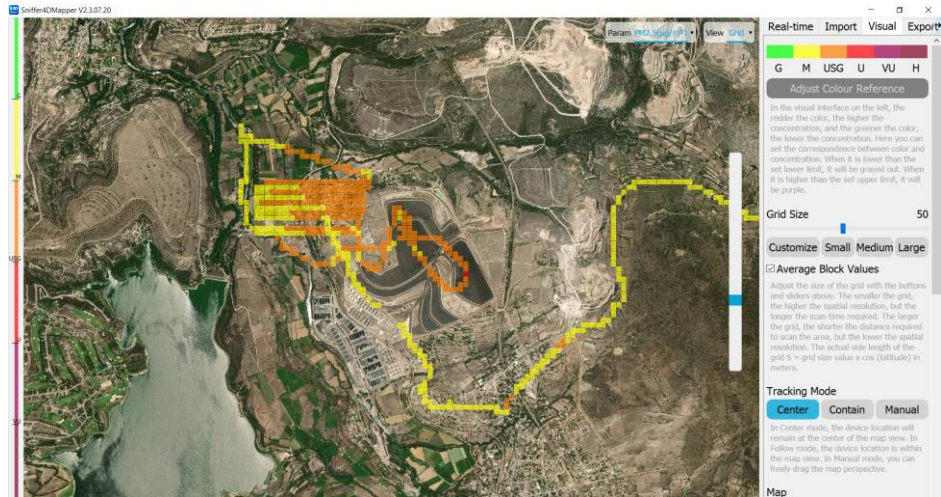 Sniffer4DMapper V2.3.07.20
Param PM2.5(μg/m³)
View Grid
Real-time Import Visual Export
G M USG U VU H
Adjust Colour Reference
In the visual interface on the left, the
redder the color, the higher the
concentration, and the greener the color,
the lower the concentration. Here you can
set the correspondence between color and
concentration. When it is lower than the
set lower limit, it will be grayed out. When
it is higher than the set upper limit, it will
be purple.
Grid Size 50
Customize Small Medium Large
Average Block Values
Adjust the size of the grid with the buttons
and sliders above. The smaller the grid,
the higher the spatial resolution, but the
longer the scan time required. The larger
the grid, the shorter the distance required
to scan the area, but the lower the spatial
resolution. The actual side length of the
grid S = grid size value x cos (latitude) in
meters.
Tracking Mode
Center Contain Manual
In Center mode, the device location will
remain at the center of the map view. In
Follow mode, the device location is within
the map view. In Manual mode, you can
freely drag the map perspective.
Map
G
M
USG
U
VU